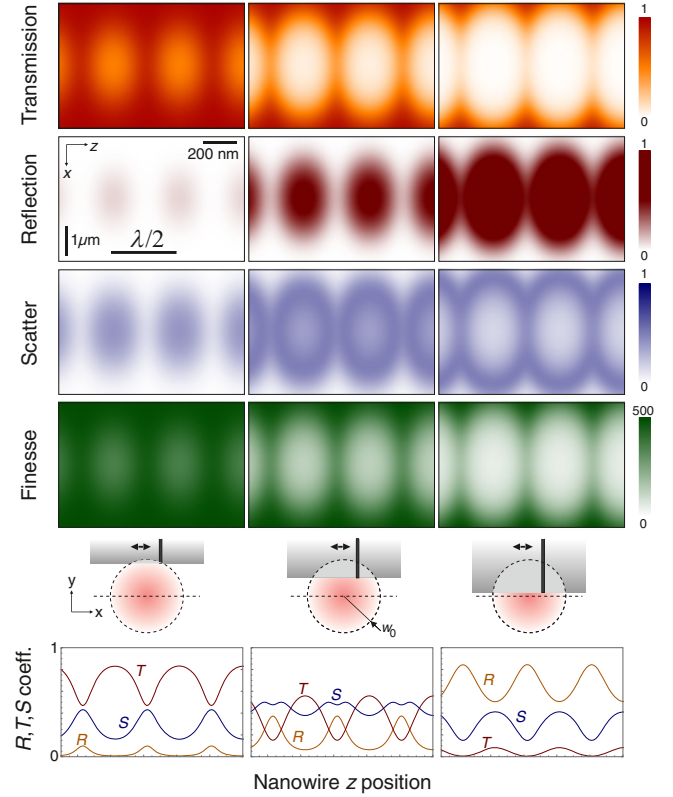 Transmission
1
0
Reflection
z
x
200 nm
1μm
λ/2
1
0
Scatter
1
0
Finesse
500
0
y
x
w0
R,T,S coeff.
1
0
T
S
R
T
S
R
R
S
T
Nanowire z position